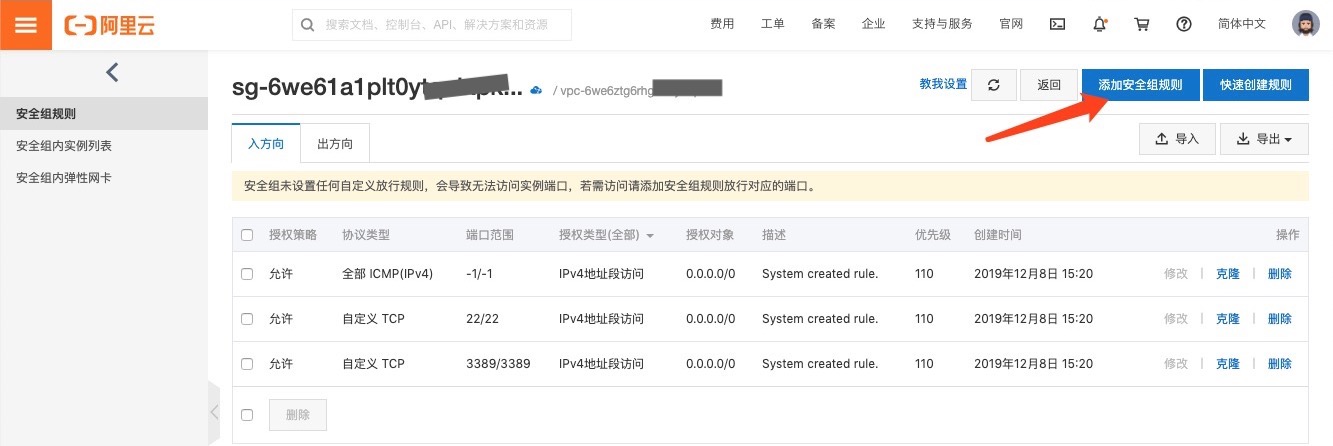 阿里云 搜索文档、控制台、API、解决方案和资源 费用 工单 备案 企业 支持与服务 官网 简体中文
sg-6we61a1plt0y /vpc-6we6ztg6rhg 教我设置 返回 添加安全组规则 快速创建规则
安全组规则
安全组内实例列表
安全组内弹性网卡
入方向 出方向 导入 导出
安全组未设置任何自定义放行规则，会导致无法访问实例端口，若需访问请添加安全组规则放行对应的端口。
授权策略 协议类型 端口范围 授权类型(全部) 授权对象 描述 优先级 创建时间 操作
允许 全部 ICMP(IPv4) -1/-1 IPv4地址段访问 0.0.0.0/0 System created rule. 110 2019年12月8日 15:20 修改 | 克隆 | 删除
允许 自定义 TCP 22/22 IPv4地址段访问 0.0.0.0/0 System created rule. 110 2019年12月8日 15:20 修改 | 克隆 | 删除
允许 自定义 TCP 3389/3389 IPv4地址段访问 0.0.0.0/0 System created rule. 110 2019年12月8日 15:20 修改 | 克隆 | 删除
删除